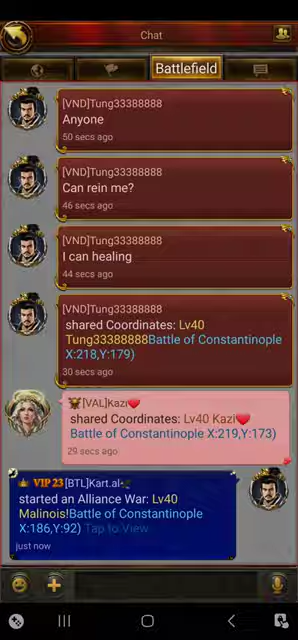 Chat
Battlefield
[VND]Tung33388888
Anyone
50 secs ago
[VND]Tung33388888
Can rein me?
46 secs ago
[VND]Tung33388888
I can healing
44 secs ago
[VND]Tung33388888
shared Coordinates: Lv40
Tung33388888Battle of Constantinople
X:218,Y:179)
30 secs ago
[VAL]Kazi❤
shared Coordinates: Lv40 Kazi❤
Battle of Constantinople X:219,Y:173)
29 secs ago
VIP 23 [BTL]Kart.al
started an Alliance War: Lv40
Malinois!Battle of Constantinople
X:186,Y:92) Tap to View
just now